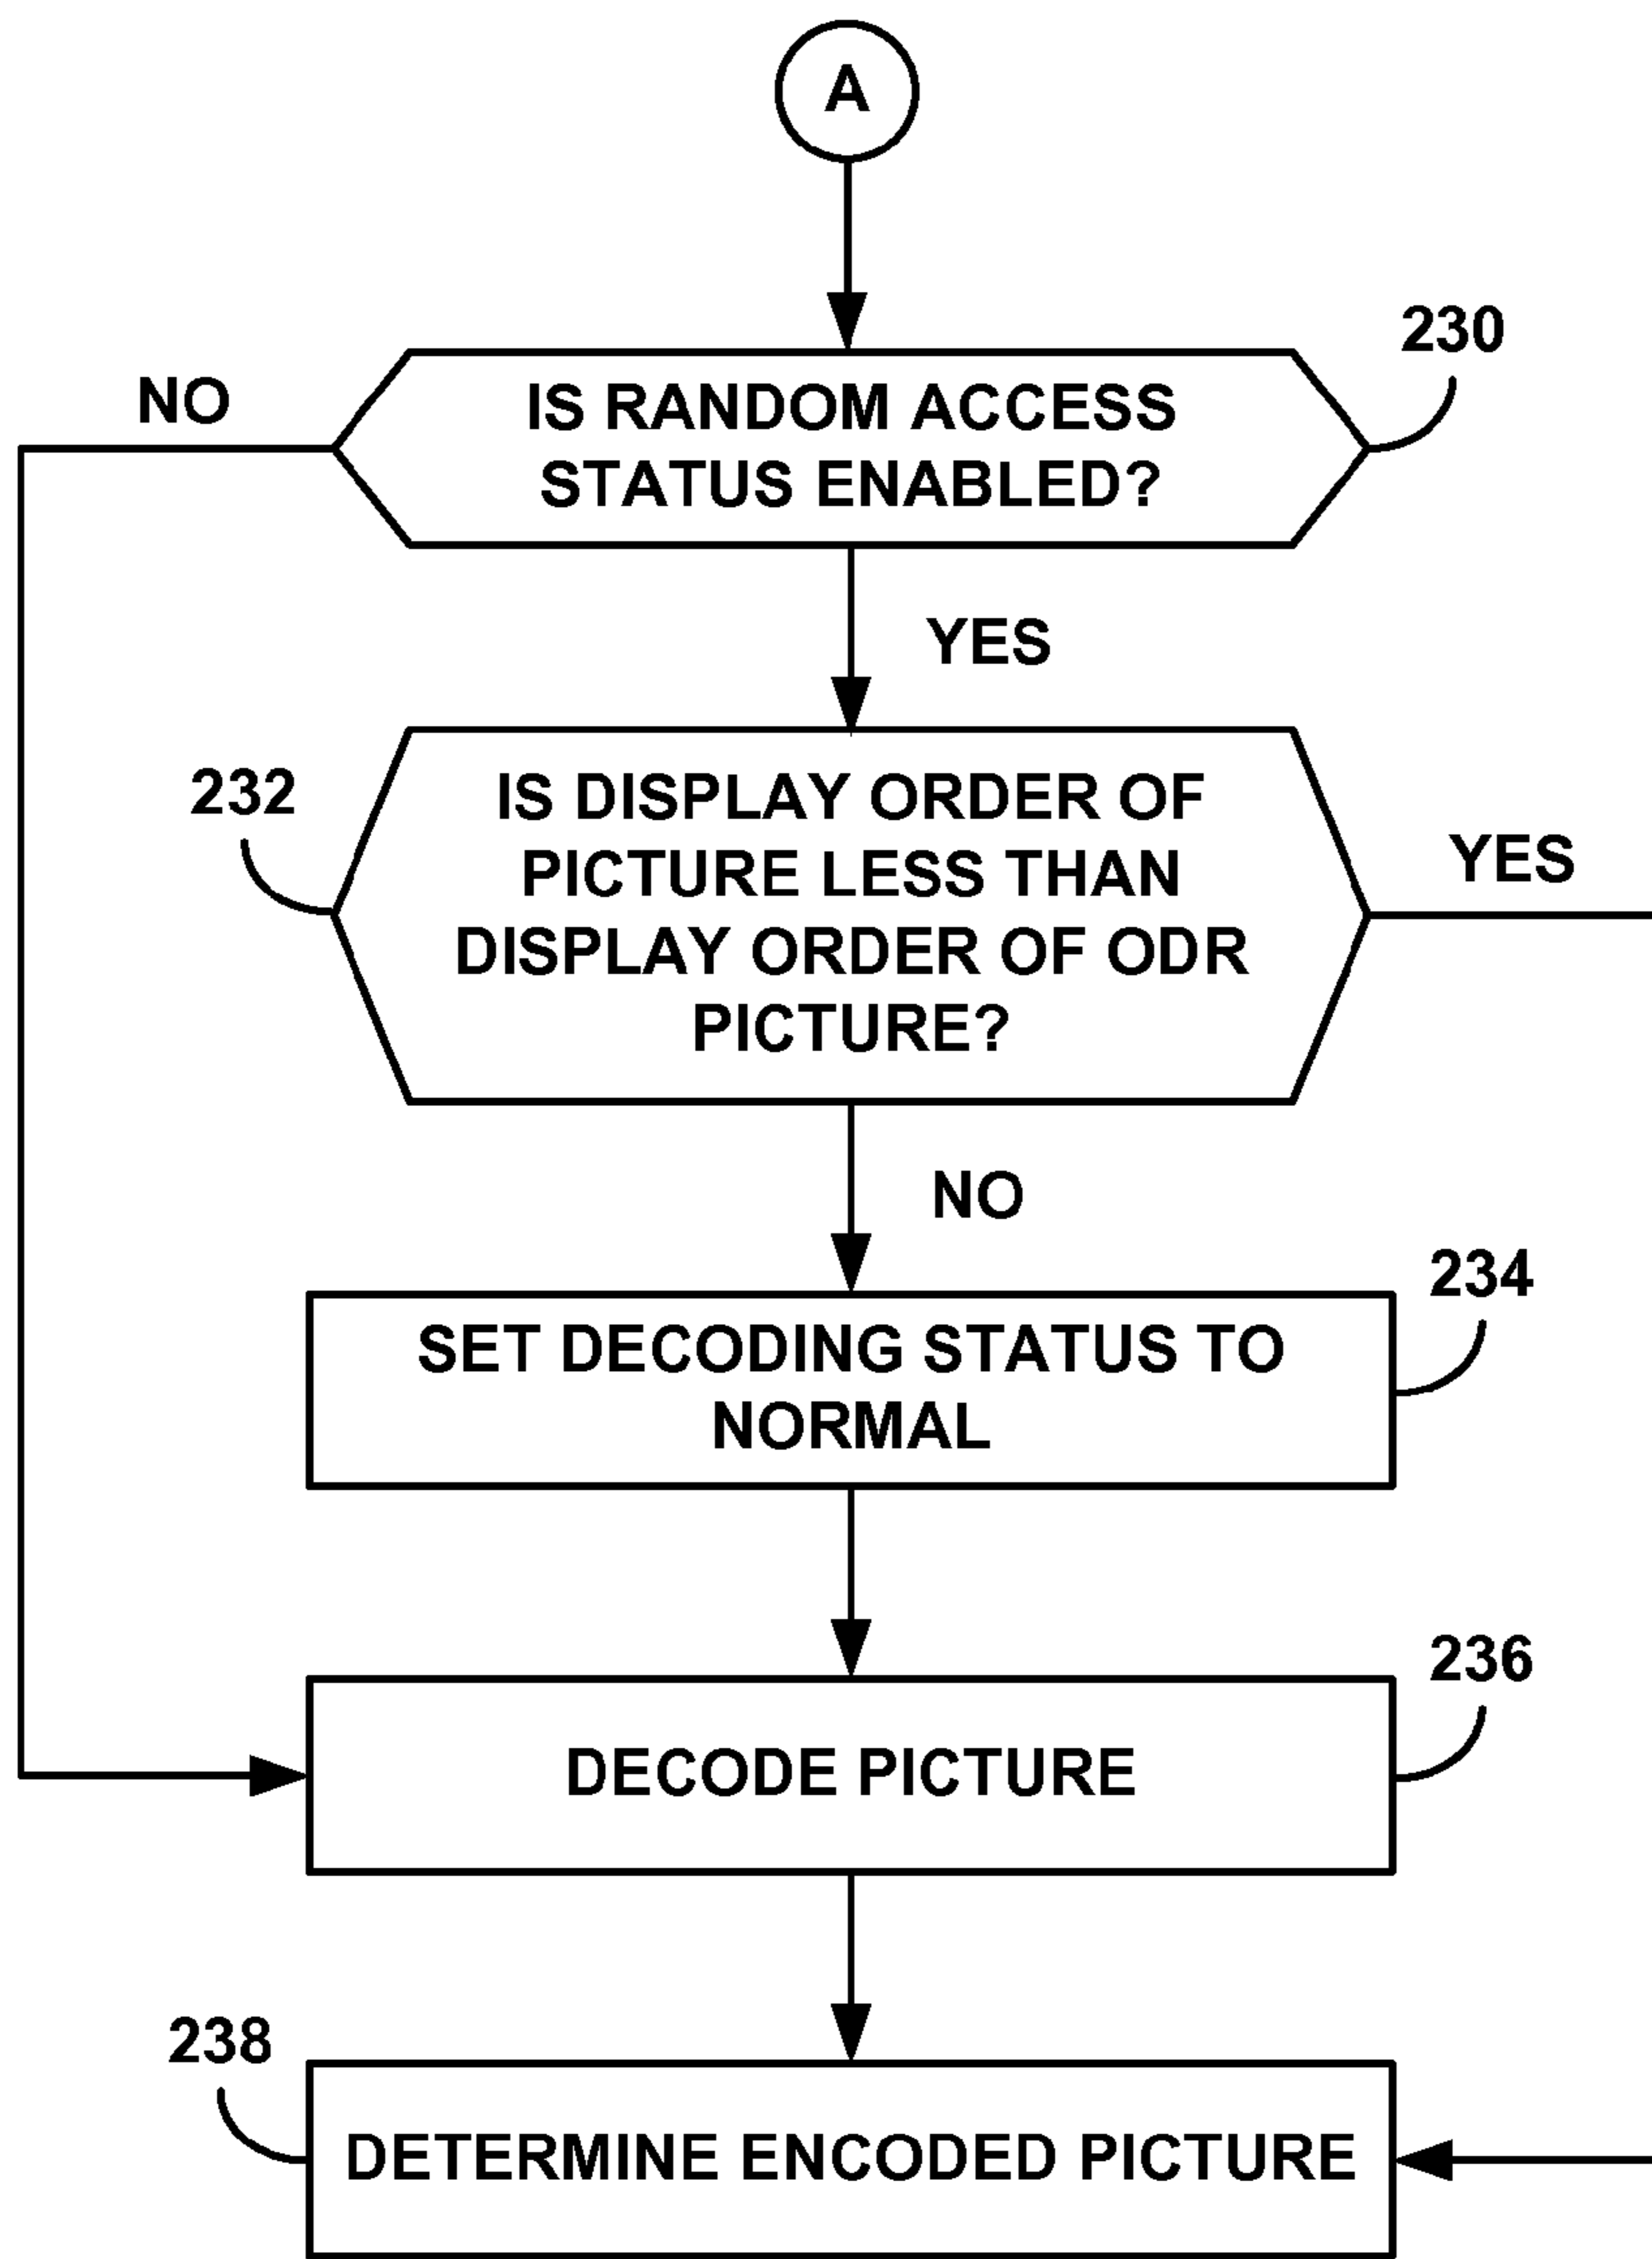 A
230
NO
IS RANDOM ACCESS
STATUS ENABLED?
YES
232
IS DISPLAY ORDER OF
PICTURE LESS THAN
DISPLAY ORDER OF ODR
PICTURE?
YES
NO
234
SET DECODING STATUS TO
NORMAL
236
DECODE PICTURE
238
DETERMINE ENCODED PICTURE